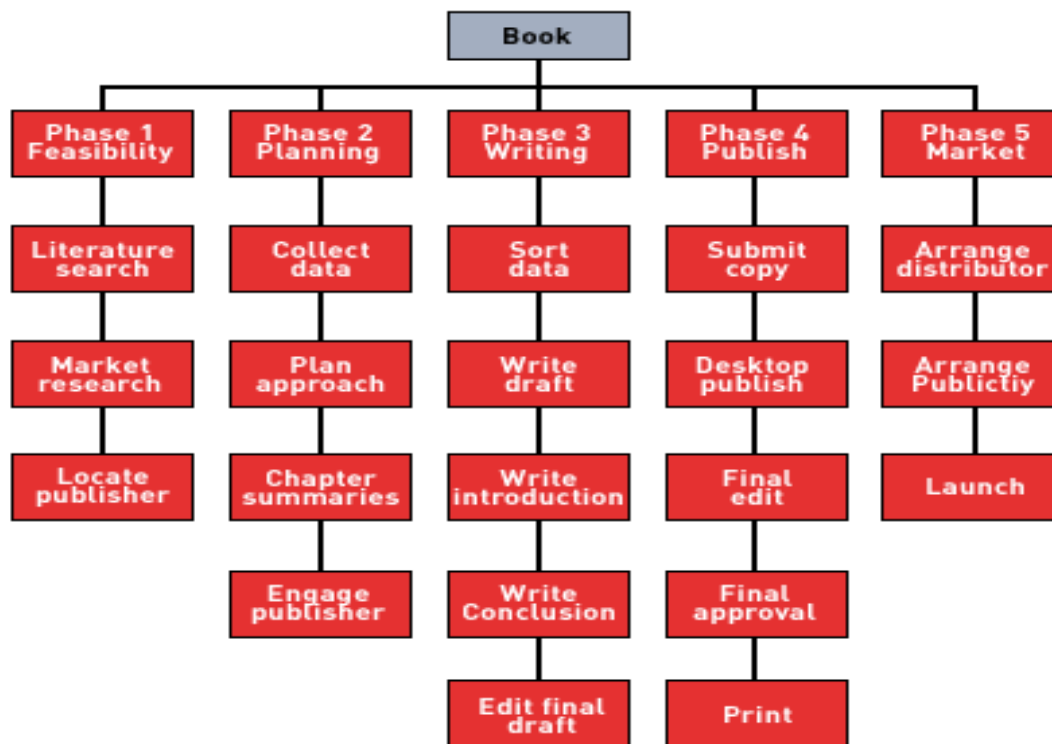 Book
Phase 1
Feasibility
Literature
search
Market
research
Locate
publisher
Phase 2
Planning
Collect
data
Plan
approach
Chapter
summaries
Engage
publisher
Phase 3
Writing
Sort
data
Write
draft
Write
introduction
Write
Conclusion
Edit final
draft
Phase 4
Publish
Submit
copy
Desktop
publish
Final
edit
Final
approval
Print
Phase 5
Market
Arrange
distributor
Arrange
Publictiy
Launch